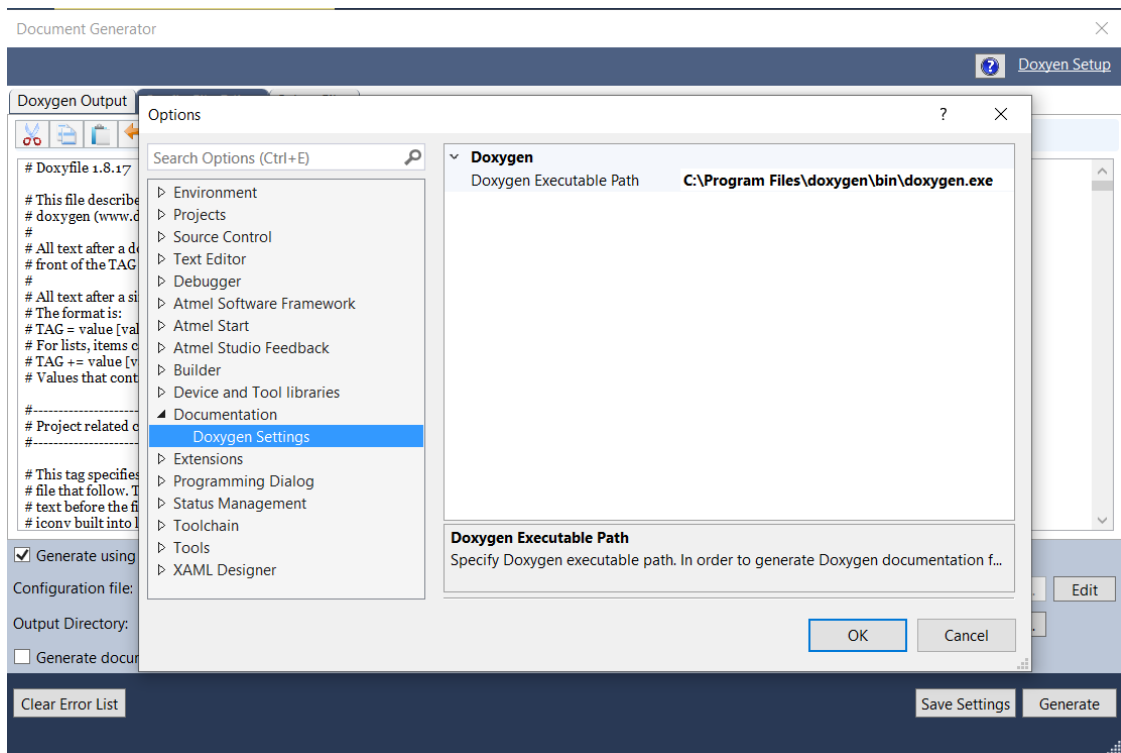 Document Generator
Doxyen Setup
Doxygen Output
Options
?
Search Options (Ctrl+E)
Environment
Projects
Source Control
Text Editor
Debugger
Atmel Software Framework
Atmel Start
Atmel Studio Feedback
Builder
Device and Tool libraries
Documentation
Doxygen Settings
Extensions
Programming Dialog
Status Management
Toolchain
Tools
XAML Designer
Doxygen
Doxygen Executable Path C:\Program Files\doxygen\bin\doxygen.exe
Doxygen Executable Path
Specify Doxygen executable path. In order to generate Doxygen documentation f...
OK Cancel
# Doxyfile 1.8.17
# This file describe
# doxygen (www.d
#
# All text after a d
# front of the TAG
#
# All text after a si
# The format is:
# TAG = value [val
# For lists, items c
# TAG += value [v
# Values that cont
#----------------------
# Project related c
#----------------------
# This tag specifies
# file that follow. T
# text before the fi
# iconv built into l
Generate using
Configuration file:
Edit
Output Directory:
Generate docur
Clear Error List
Save Settings Generate